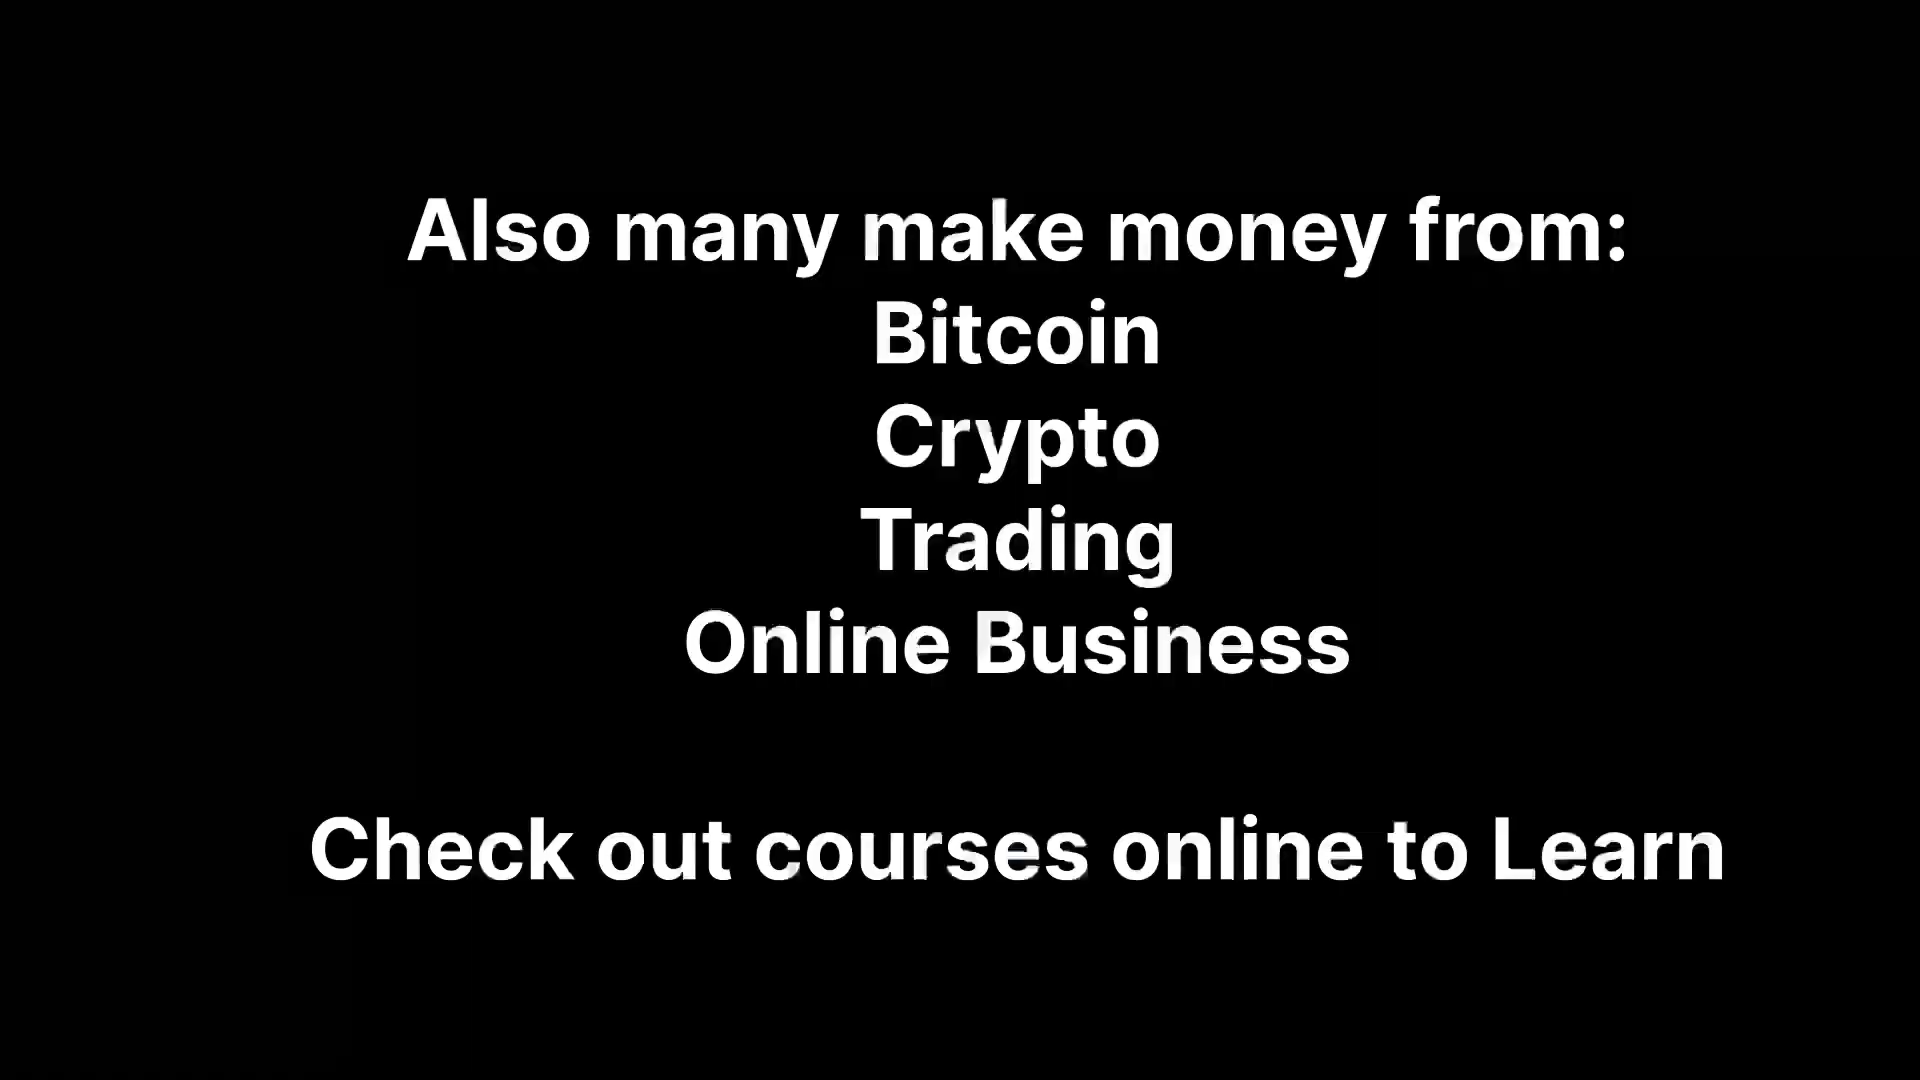 Also many make money from:
Bitcoin
Crypto
Trading
Online Business
Check out courses online to Learn